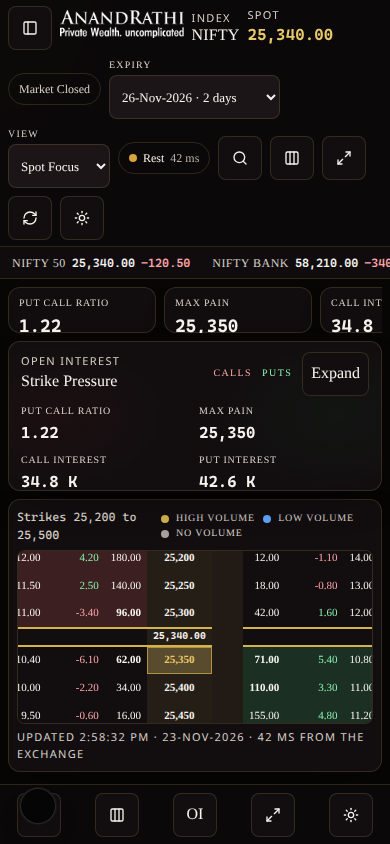 ANANDRATHI
Private Wealth. uncomplicated
INDEX
NIFTY
SPOT
25,340.00
Market Closed
EXPIRY
26-Nov-2026 · 2 days
VIEW
Spot Focus
Rest 42 ms
NIFTY 50 25,340.00 −120.50 NIFTY BANK 58,210.00 −340
PUT CALL RATIO
1.22
MAX PAIN
25,350
CALL INT
34.8
OPEN INTEREST
Strike Pressure
CALLS PUTS
Expand
PUT CALL RATIO
1.22
MAX PAIN
25,350
CALL INTEREST
34.8 K
PUT INTEREST
42.6 K
Strikes 25,200 to
25,500
HIGH VOLUME LOW VOLUME
NO VOLUME
12.00 4.20 180.00 25,200 12.00 -1.10 14.00
11.50 2.50 140.00 25,250 18.00 -0.80 13.00
11.00 -3.40 96.00 25,300 42.00 1.60 12.00
25,340.00
10.40 -6.10 62.00 25,350 71.00 5.40 10.80
10.00 -2.20 34.00 25,400 110.00 3.30 11.00
9.50 -0.60 16.00 25,450 155.00 4.80 11.20
UPDATED 2:58:32 PM · 23-NOV-2026 · 42 MS FROM THE
EXCHANGE
OI